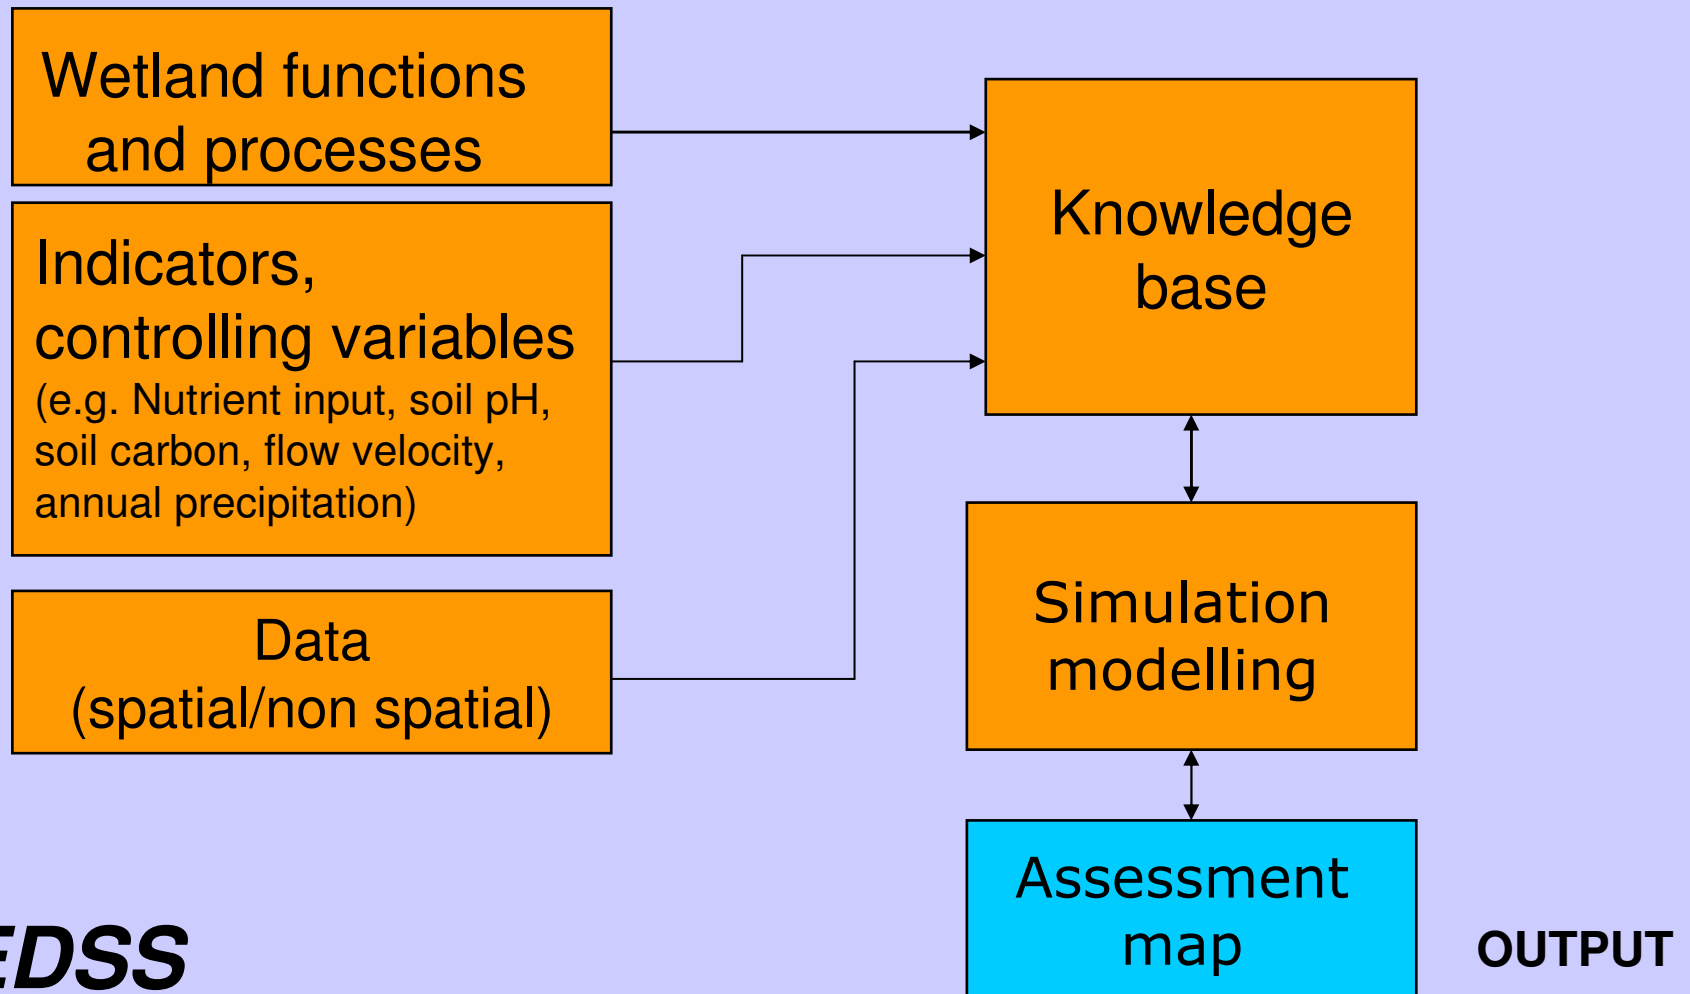 Wetland functions
and processes
Indicators,
controlling variables
(e.g. Nutrient input, soil pH,
soil carbon, flow velocity,
annual precipitation)
Data
(spatial/non spatial)
Knowledge
base
Simulation
modelling
Assessment
map
EDSS
OUTPUT